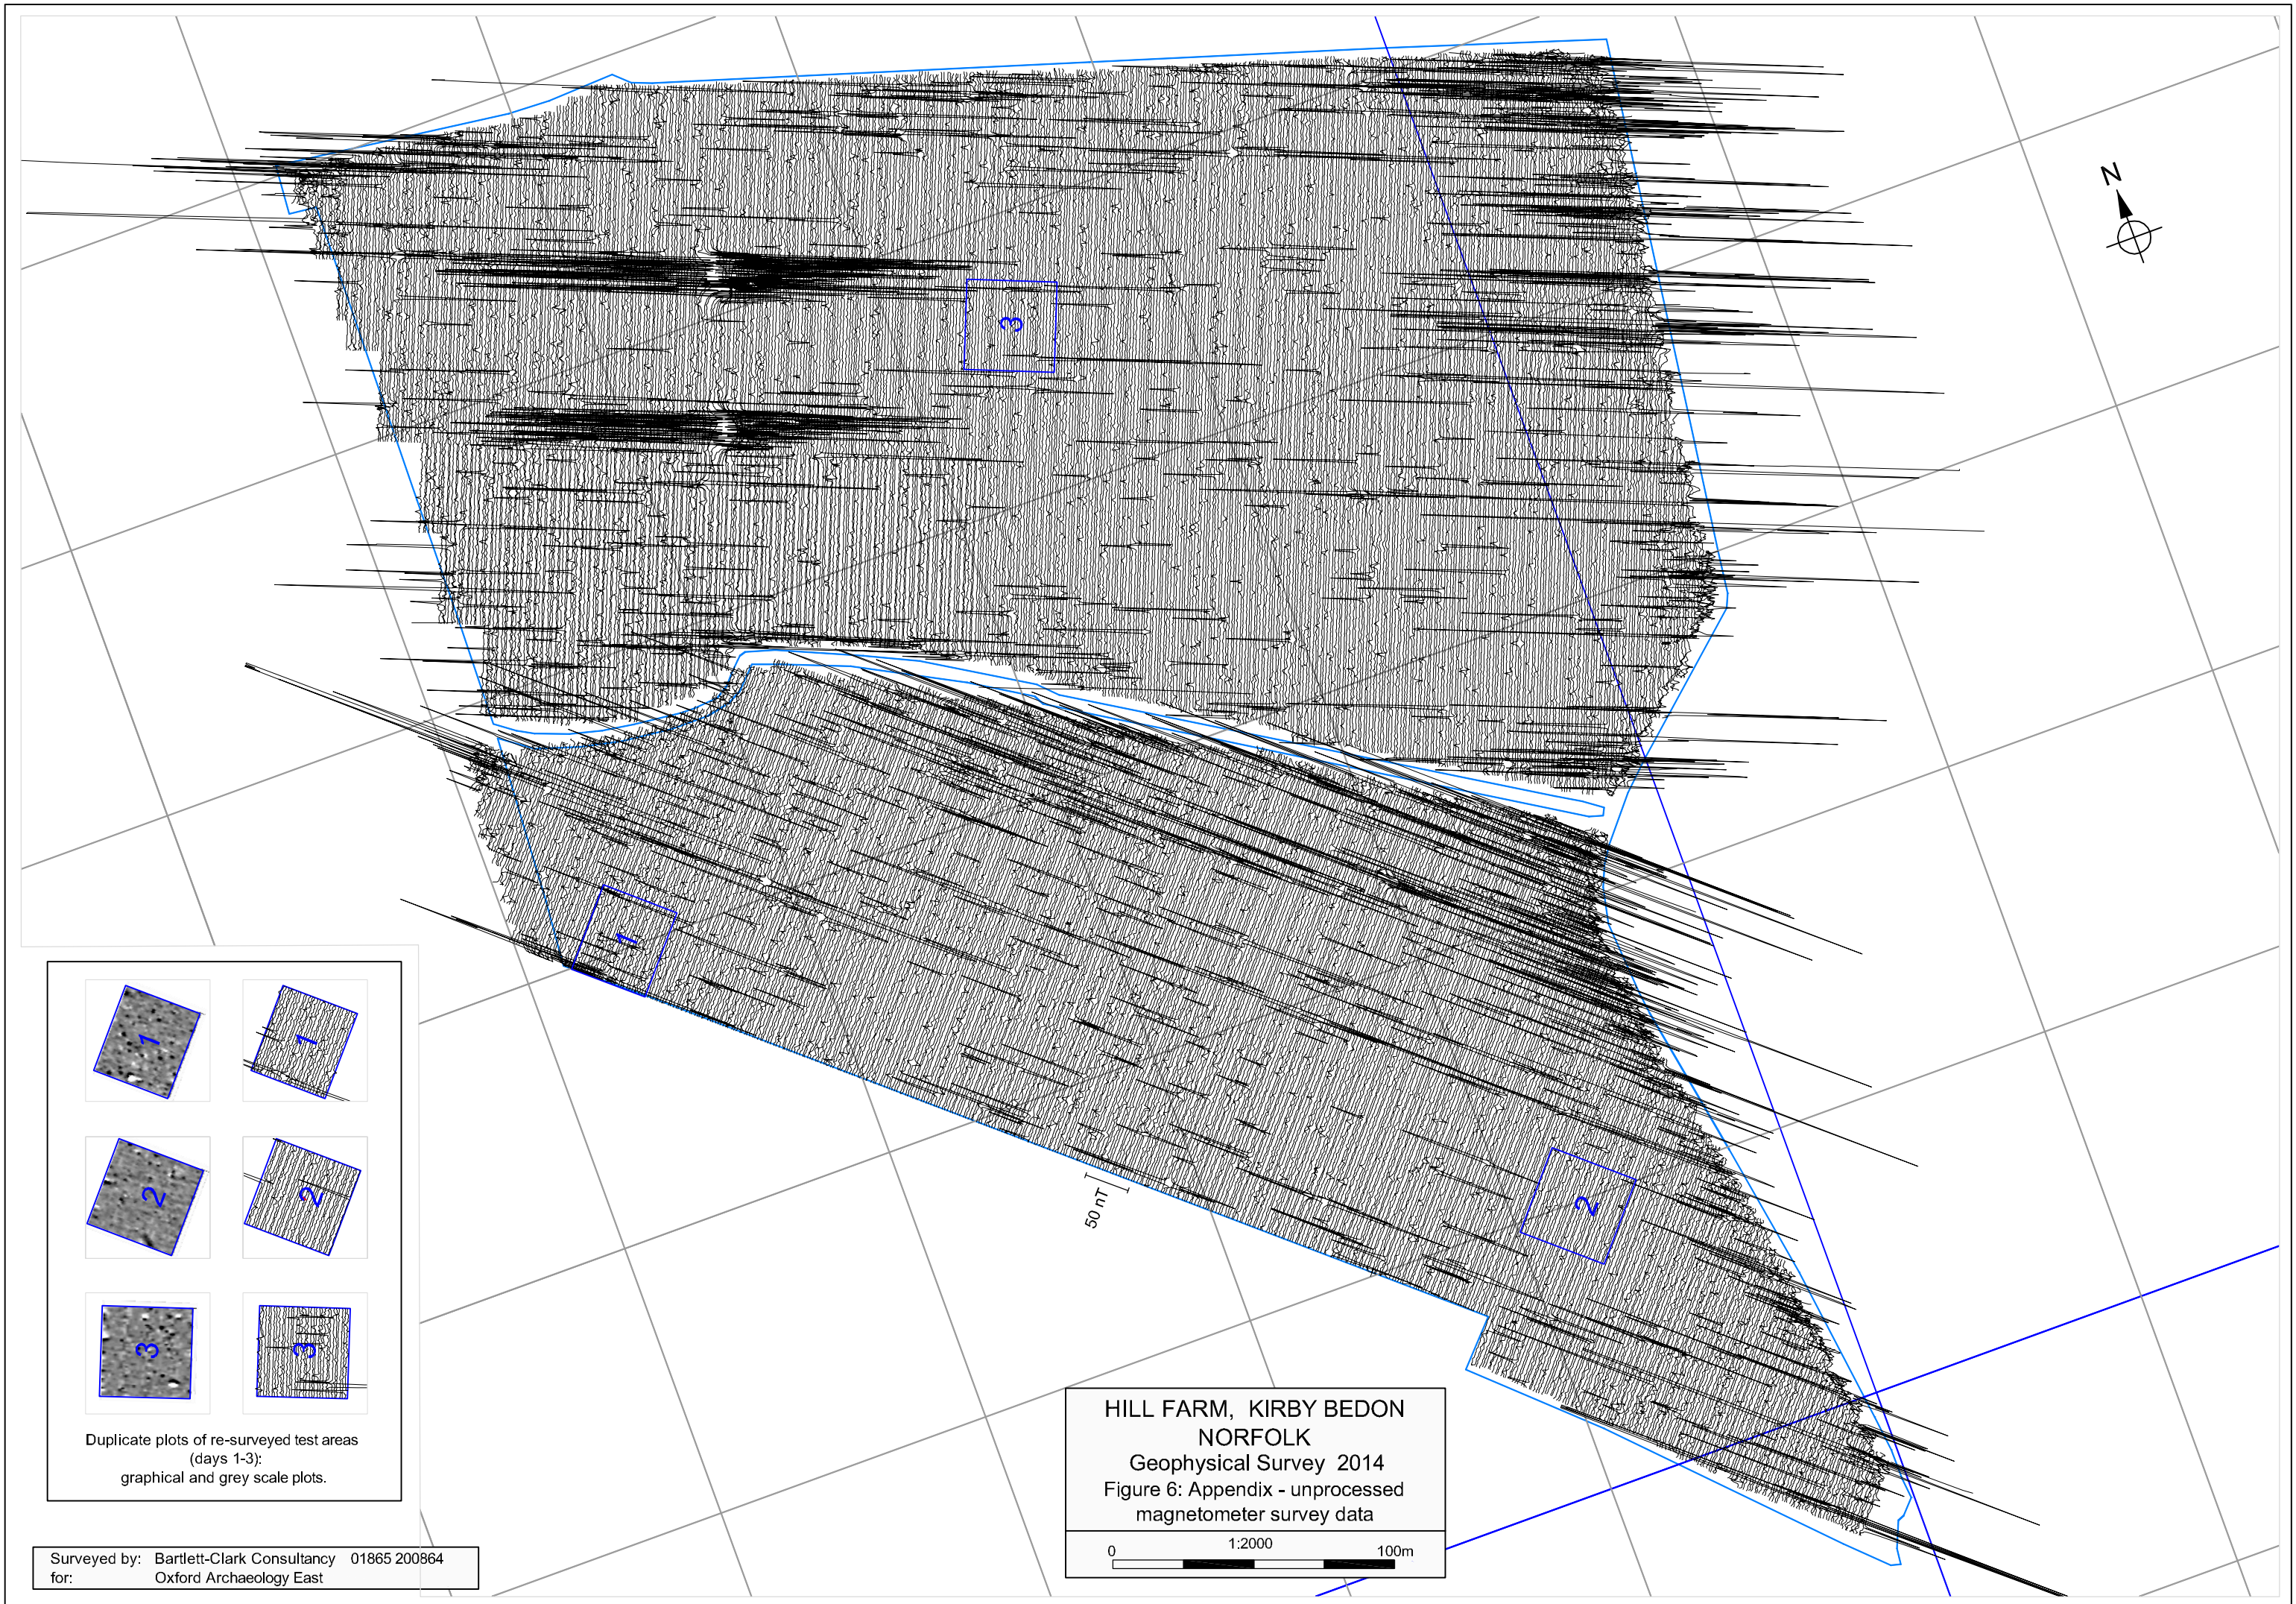 N
3
1
2
50 nT
1
1
2
2
3
3
Duplicate plots of re-surveyed test areas
(days 1-3):
graphical and grey scale plots.
HILL FARM, KIRBY BEDON
NORFOLK
Geophysical Survey 2014
Figure 6: Appendix - unprocessed
magnetometer survey data
1:2000
0 100m
Surveyed by: Bartlett-Clark Consultancy 01865 200864
for: Oxford Archaeology East